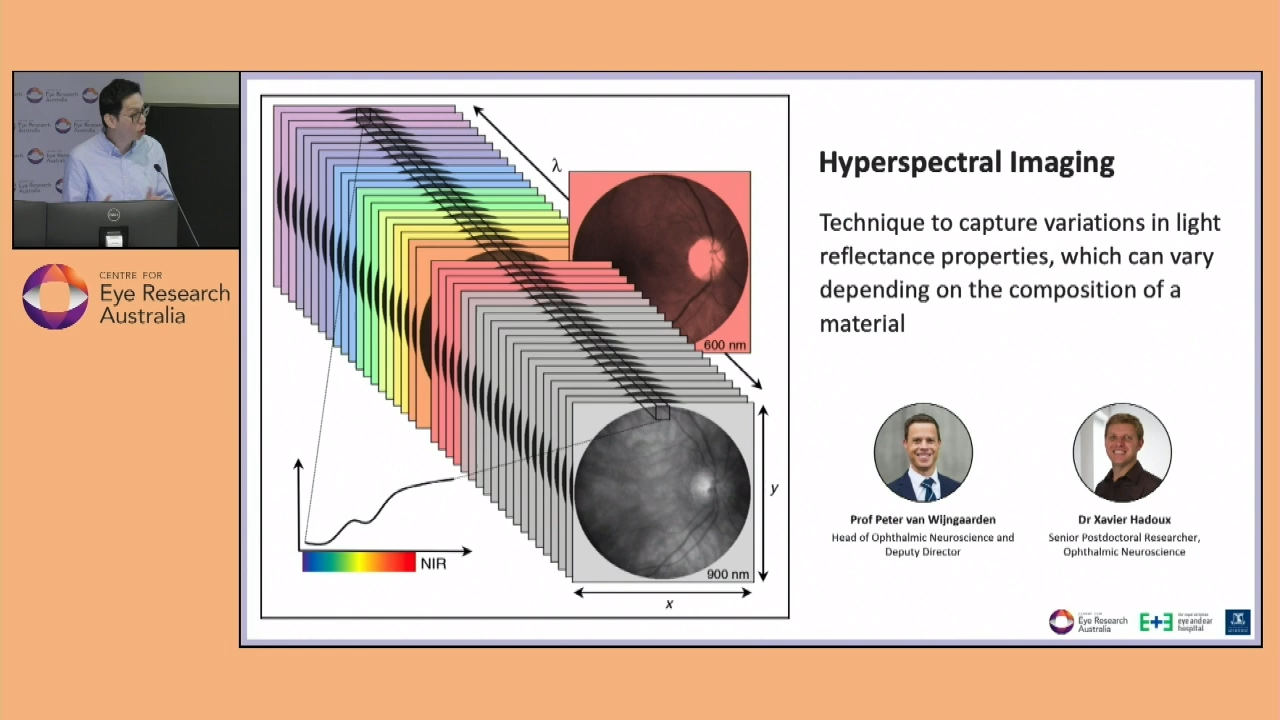 Eye Research
Australia
CENTRE FOR
Eye Research
Australia
λ
600 nm
y
900 nm
x
NIR
Hyperspectral Imaging
Technique to capture variations in light
reflectance properties, which can vary
depending on the composition of a
material
Prof Peter van Wijngaarden
Head of Ophthalmic Neuroscience and
Deputy Director
Dr Xavier Hadoux
Senior Postdoctoral Researcher,
Ophthalmic Neuroscience
Eye Research
Australia
E+E
eye and ear
hospital